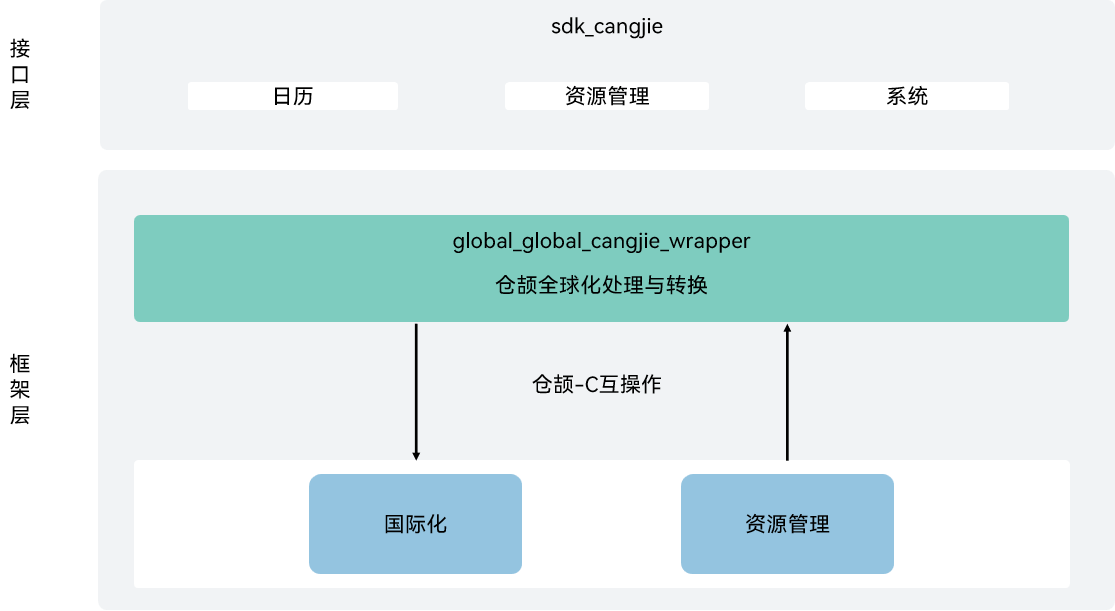 接口层
sdk_cangjie
日历
资源管理
系统
框架层
global_global_cangjie_wrapper
仓颉全球化处理与转换
仓颉-C互操作
国际化
资源管理